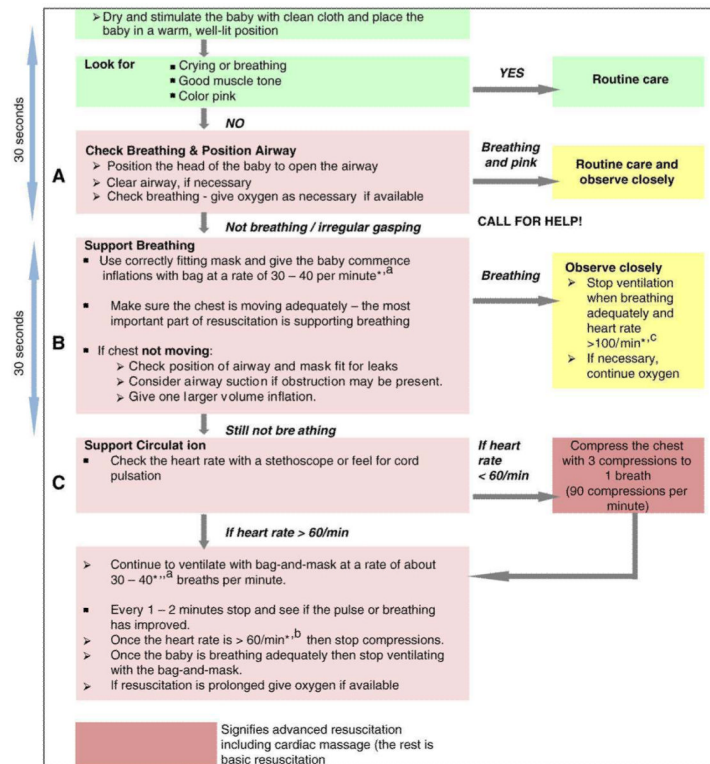 ➢ Dry and stimulate the baby with clean cloth and place the
baby in a warm, well-lit position
Look for
▪ Crying or breathing
▪ Good muscle tone
▪ Color pink
YES
Routine care
30 seconds
NO
A
Check Breathing & Position Airway
➢ Position the head of the baby to open the airway
➢ Clear airway, if necessary
➢ Check breathing - give oxygen as necessary if available
Breathing
and pink
Routine care and
observe closely
Not breathing / irregular gasping
CALL FOR HELP!
30 seconds
B
Support Breathing
▪ Use correctly fitting mask and give the baby commence
inflations with bag at a rate of 30 – 40 per minute*,a
▪ Make sure the chest is moving adequately – the most
important part of resuscitation is supporting breathing
▪ If chest not moving:
➢ Check position of airway and mask fit for leaks
➢ Consider airway suction if obstruction may be present.
➢ Give one larger volume inflation.
Breathing
Observe closely
➢ Stop ventilation
when breathing
adequately and
heart rate
>100/min*,c
➢ If necessary,
continue oxygen
Still not bre athing
C
Support Circulat ion
▪ Check the heart rate with a stethoscope or feel for cord
pulsation
If heart
rate
< 60/min
Compress the chest
with 3 compressions to
1 breath
(90 compressions per
minute)
If heart rate > 60/min
➢ Continue to ventilate with bag-and-mask at a rate of about
30 – 40*,,a breaths per minute.
▪ Every 1 – 2 minutes stop and see if the pulse or breathing
has improved.
➢ Once the heart rate is > 60/min*,b then stop compressions.
➢ Once the baby is breathing adequately then stop ventilating
with the bag-and-mask.
➢ If resuscitation is prolonged give oxygen if available
Signifies advanced resuscitation
including cardiac massage (the rest is
basic resuscitation